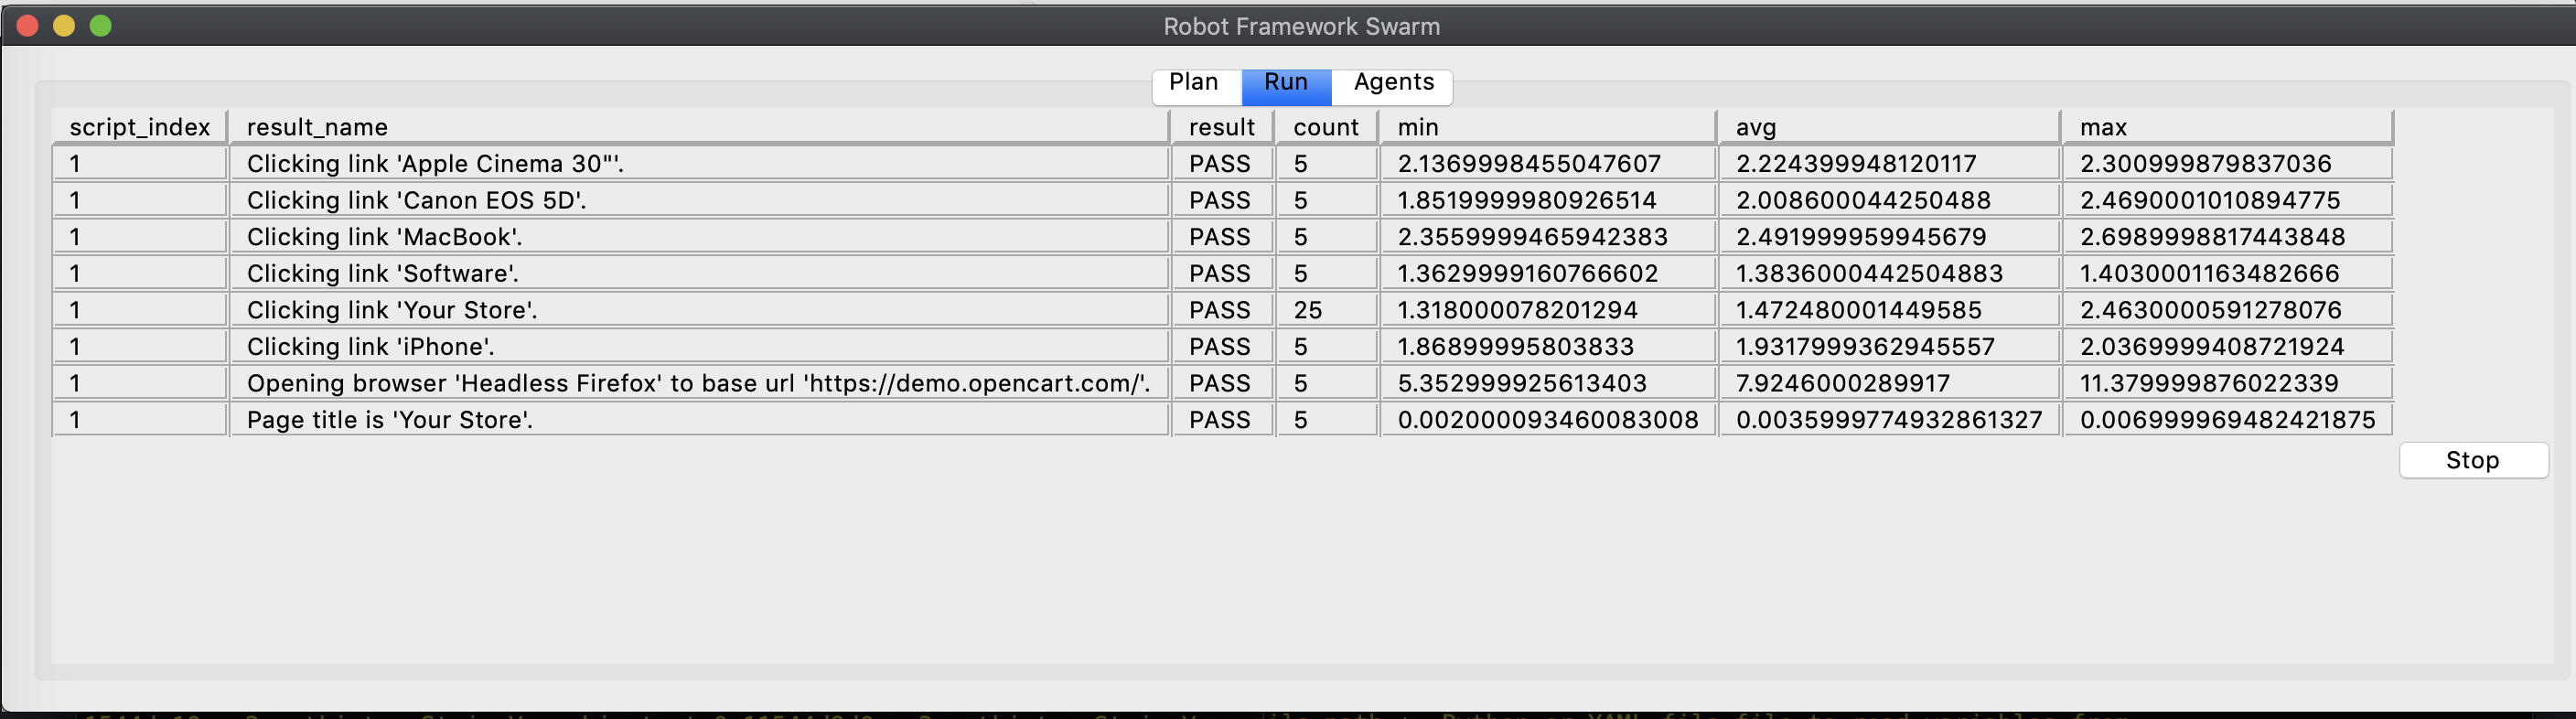 Robot Framework Swarm
Plan Run Agents
script_index result_name result count min avg max
1 Clicking link 'Apple Cinema 30"'. PASS 5 2.1369998455047607 2.224399948120117 2.300999879837036
1 Clicking link 'Canon EOS 5D'. PASS 5 1.8519999980926514 2.008600044250488 2.4690001010894775
1 Clicking link 'MacBook'. PASS 5 2.3559999465942383 2.491999959945679 2.6989998817443848
1 Clicking link 'Software'. PASS 5 1.3629999160766602 1.3836000442504883 1.4030001163482666
1 Clicking link 'Your Store'. PASS 25 1.318000078201294 1.472480001449585 2.4630000591278076
1 Clicking link 'iPhone'. PASS 5 1.86899995803833 1.9317999362945557 2.0369999408721924
1 Opening browser 'Headless Firefox' to base url 'https://demo.opencart.com/'. PASS 5 5.352999925613403 7.9246000289917 11.379999876022339
1 Page title is 'Your Store'. PASS 5 0.002000093460083008 0.0035999774932861327 0.006999969482421875
Stop